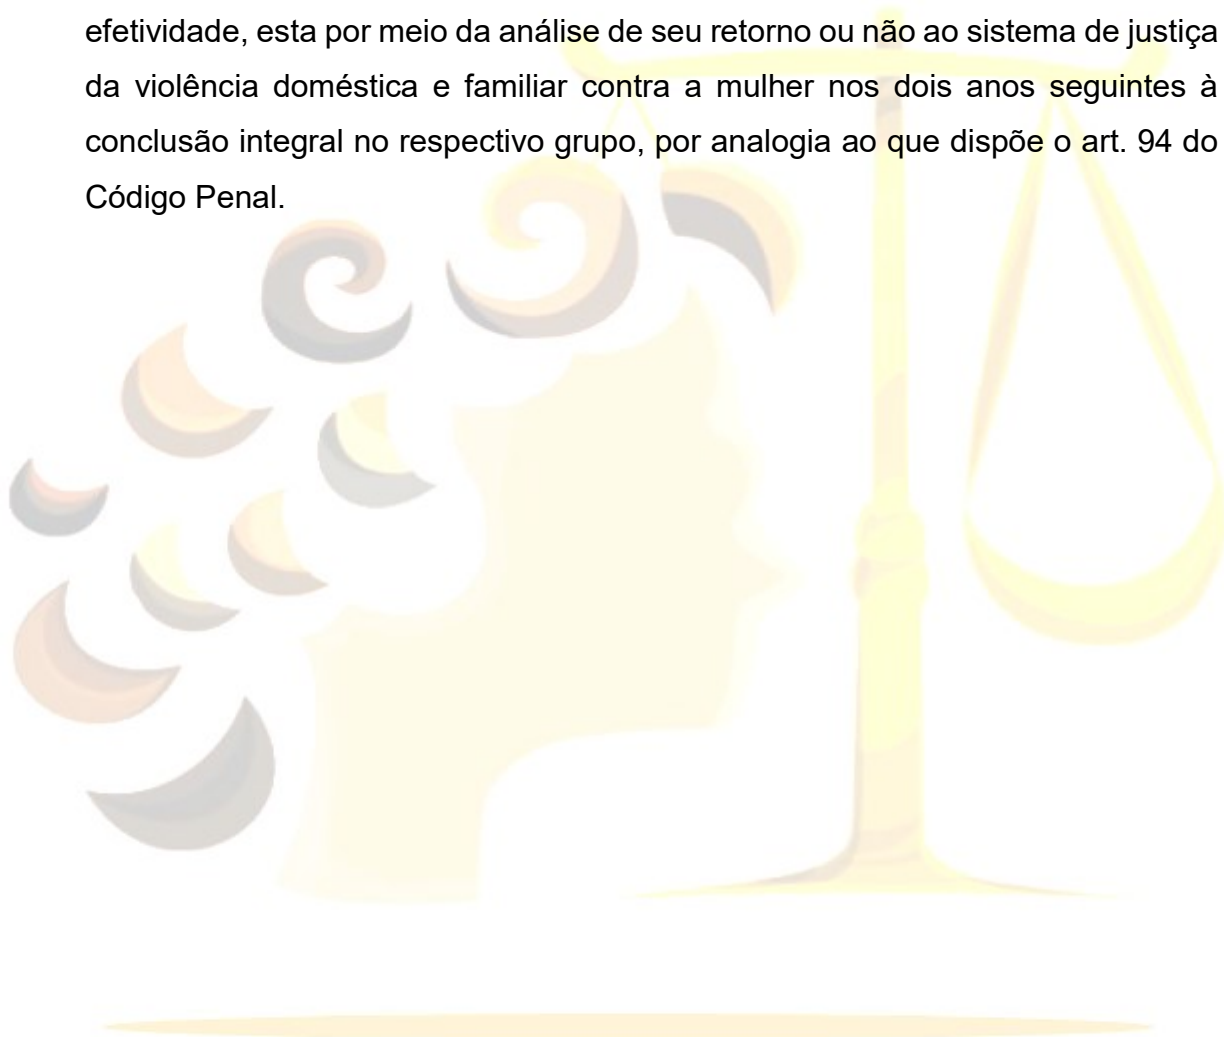 efetividade, esta por meio da análise de seu retorno ou não ao sistema de justiça
da violência doméstica e familiar contra a mulher nos dois anos seguintes à
conclusão integral no respectivo grupo, por analogia ao que dispõe o art. 94 do
Código Penal.